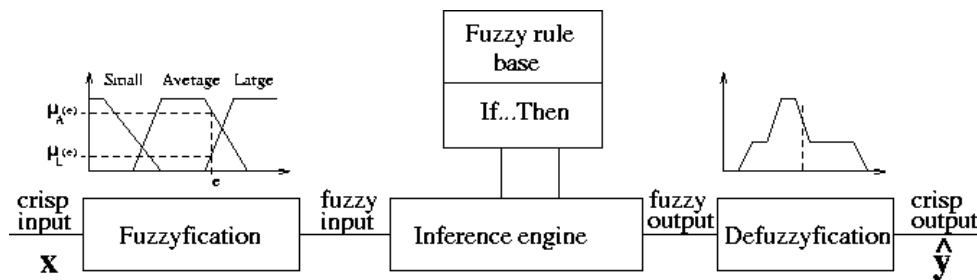 Fuzzy rule
base
If...Then
Small Avetage Latge
μA(e)
μL(e)
e
crisp
input
x
Fuzzyfication
fuzzy
input
Inference engine
fuzzy
output
Defuzzyfication
crisp
output
ŷ